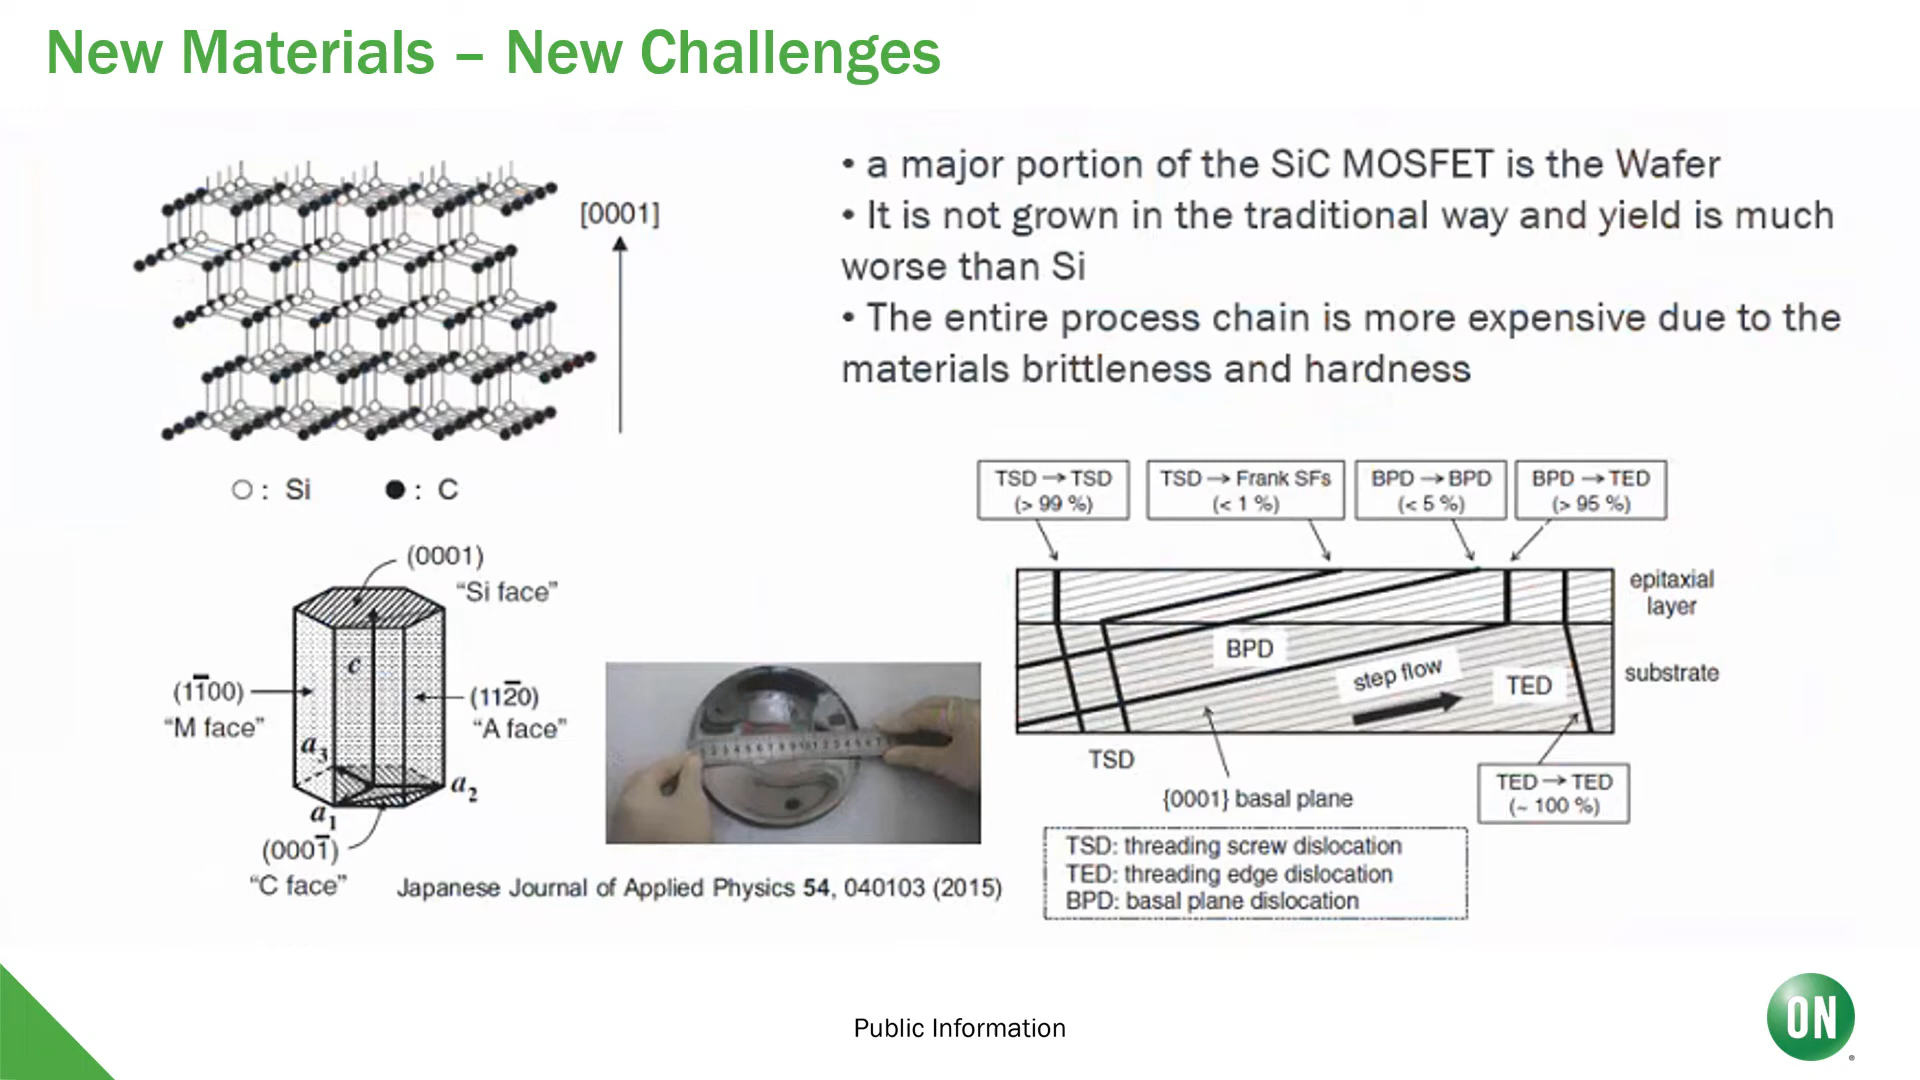 New Materials – New Challenges
[0001]
○: Si ●: C
• a major portion of the SiC MOSFET is the Wafer
• It is not grown in the traditional way and yield is much
worse than Si
• The entire process chain is more expensive due to the
materials brittleness and hardness
(0001)
“Si face”
c
(11̅00)
“M face”
(112̅0)
“A face”
a3
a2
a1
(0001̅)
“C face”
Japanese Journal of Applied Physics 54, 040103 (2015)
TSD → TSD
(> 99 %)
TSD → Frank SFs
(< 1 %)
BPD → BPD
(< 5 %)
BPD → TED
(> 95 %)
epitaxial
layer
BPD
step flow
TED
substrate
TSD
{0001} basal plane
TED → TED
(~ 100 %)
TSD: threading screw dislocation
TED: threading edge dislocation
BPD: basal plane dislocation
Public Information
ON